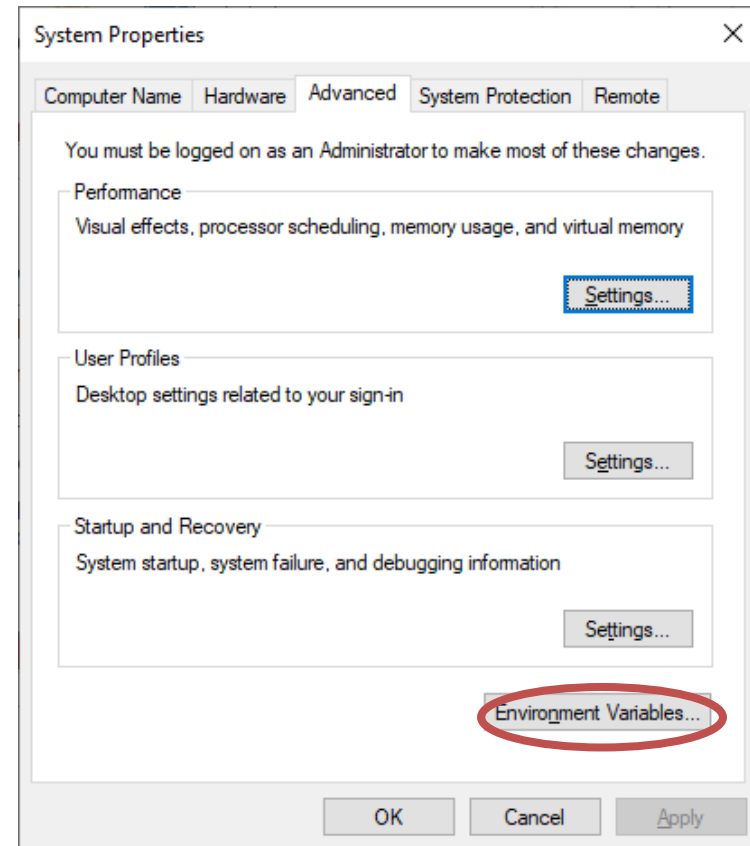 System Properties
Computer Name Hardware Advanced System Protection Remote
You must be logged on as an Administrator to make most of these changes.
Performance
Visual effects, processor scheduling, memory usage, and virtual memory
Settings...
User Profiles
Desktop settings related to your sign-in
Settings...
Startup and Recovery
System startup, system failure, and debugging information
Settings...
Environment Variables...
OK Cancel Apply